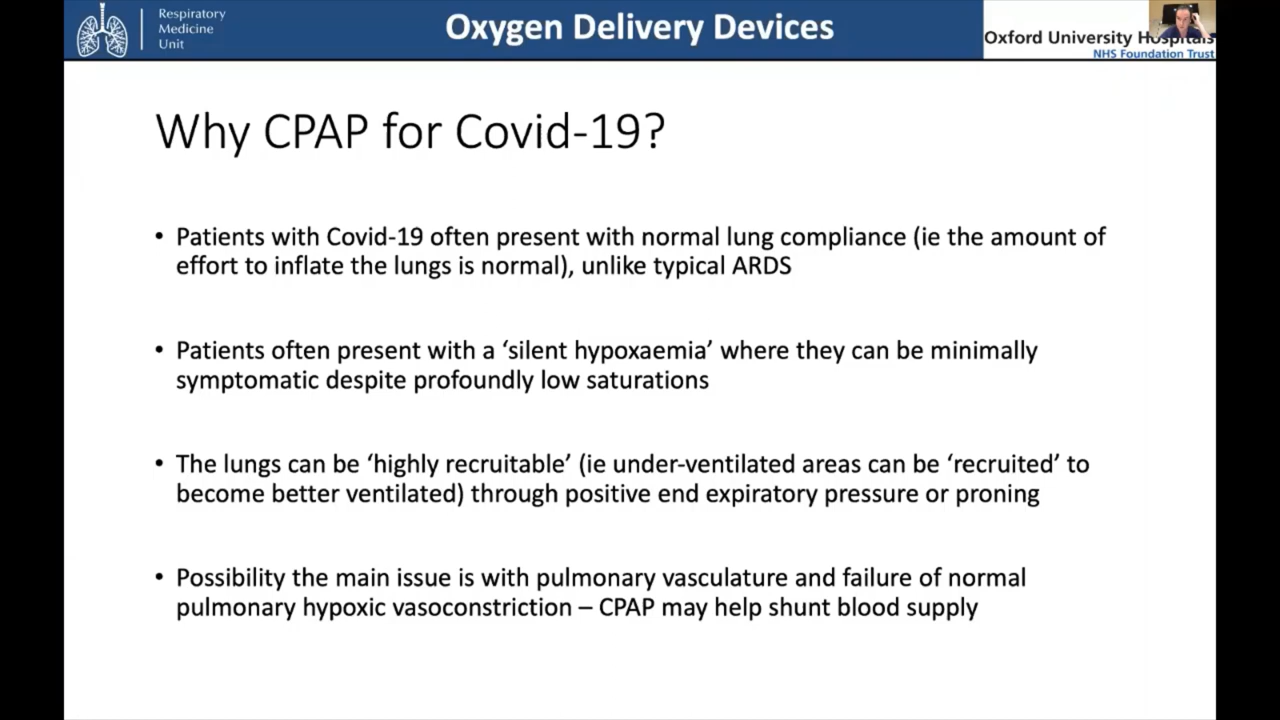 Respiratory
Medicine
Unit
Oxygen Delivery Devices
Oxford University Hospitals
NHS Foundation Trust
Why CPAP for Covid-19?
• Patients with Covid-19 often present with normal lung compliance (ie the amount of
effort to inflate the lungs is normal), unlike typical ARDS
• Patients often present with a ‘silent hypoxaemia’ where they can be minimally
symptomatic despite profoundly low saturations
• The lungs can be ‘highly recruitable’ (ie under-ventilated areas can be ‘recruited’ to
become better ventilated) through positive end expiratory pressure or proning
• Possibility the main issue is with pulmonary vasculature and failure of normal
pulmonary hypoxic vasoconstriction – CPAP may help shunt blood supply